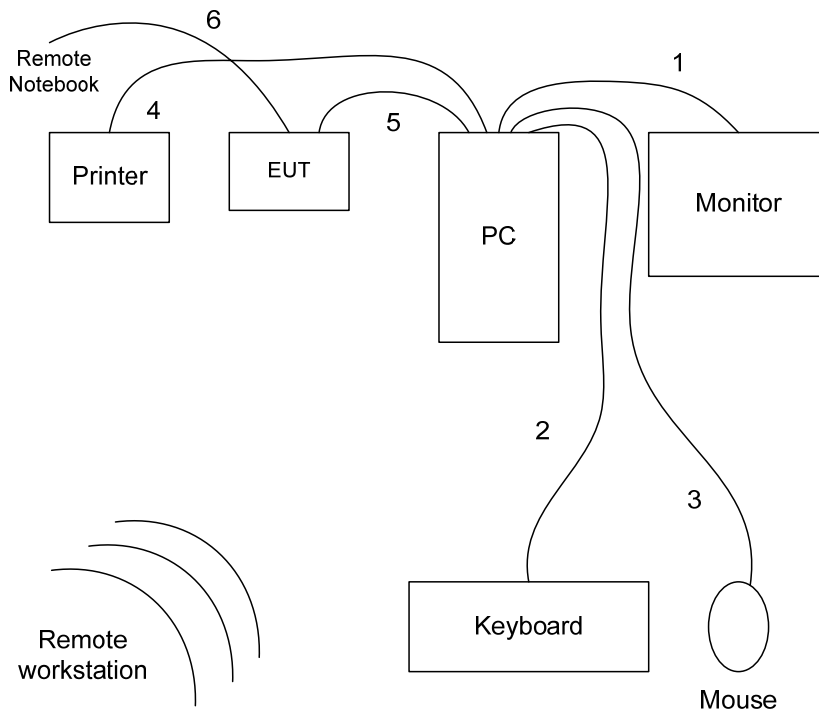 6
Remote
Notebook
1
4
5
Printer
EUT
PC
Monitor
2
3
Remote
workstation
Keyboard
Mouse